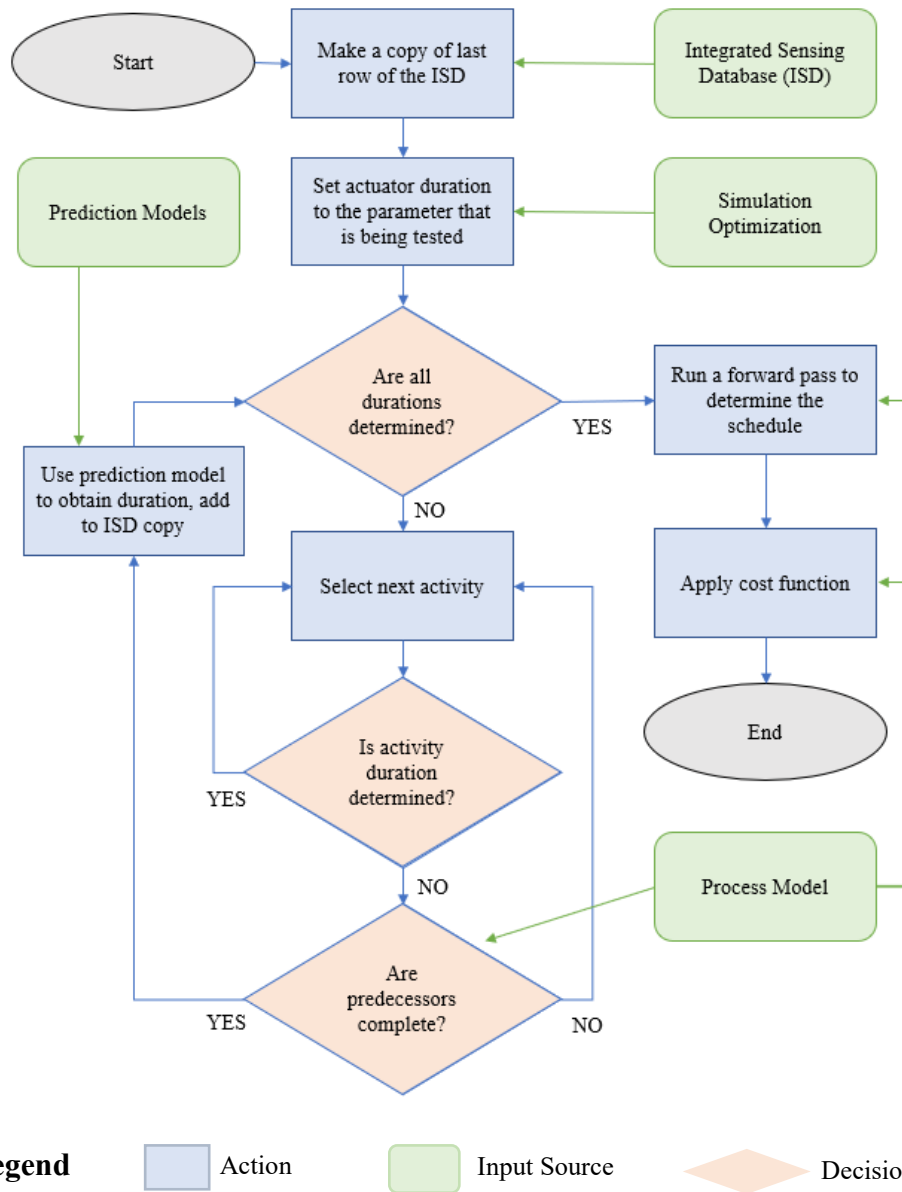 Start
Make a copy of last
row of the ISD
Integrated Sensing
Database (ISD)
Prediction Models
Set actuator duration
to the parameter that
is being tested
Simulation
Optimization
Are all
durations
determined?
YES
Run a forward pass to
determine the
schedule
Use prediction model
to obtain duration, add
to ISD copy
NO
Select next activity
Apply cost function
Is activity
duration
determined?
YES
End
NO
Process Model
Are
predecessors
complete?
YES
NO
egend
Action
Input Source
Decisio